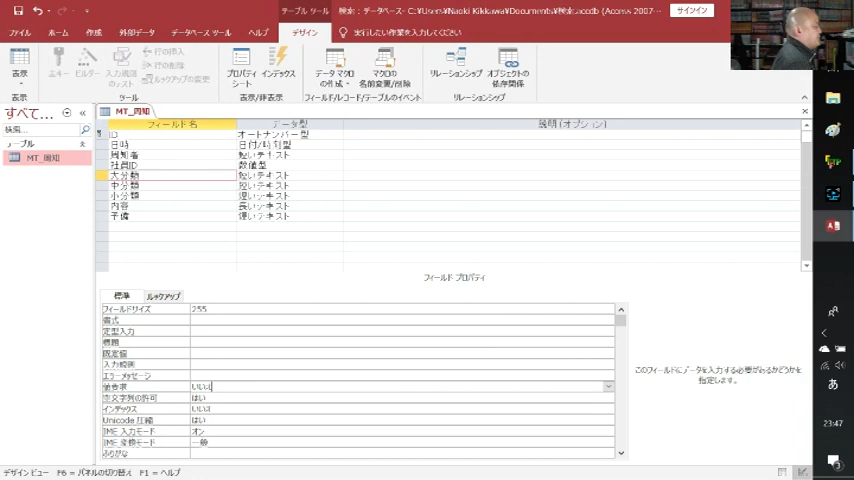 テーブル ツール
検索 : データベース- C:¥Users¥Naoki Kikkawa¥Documents¥検索.accdb (Access 2007-
サインイン
ファイル ホーム 作成 外部データ データベース ツール ヘルプ デザイン 実行したい作業を入力してください
表示
主キー ビルダー 入力規則のテスト
行の挿入
行の削除
ルックアップの変更
プロパティ シート
インデックス
データ マクロの作成
マクロの名前変更/削除
リレーションシップ
オブジェクトの依存関係
表示 ツール 表示/非表示 フィールド/レコード/テーブルのイベント リレーションシップ
すべて...
検索...
テーブル
MT_周知
MT_周知
フィールド名 データ型 説明 (オプション)
ID オートナンバー型
日時 日付/時刻型
周知者 短いテキスト
社員ID 数値型
大分類 短いテキスト
中分類 短いテキスト
小分類 短いテキスト
内容 長いテキスト
予備 短いテキスト
フィールド プロパティ
標準 ルックアップ
フィールドサイズ 255
書式
定型入力
標題
既定値
入力規則
エラーメッセージ
値要求 いいえ
空文字列の許可 はい
インデックス いいえ
Unicode 圧縮 はい
IME 入力モード オン
IME 変換モード 一般
ふりがな
このフィールドにデータを入力する必要があるかどうかを指定します。
あ
23:47
3
デザイン ビュー F6 = パネルの切り替え F1 = ヘルプ